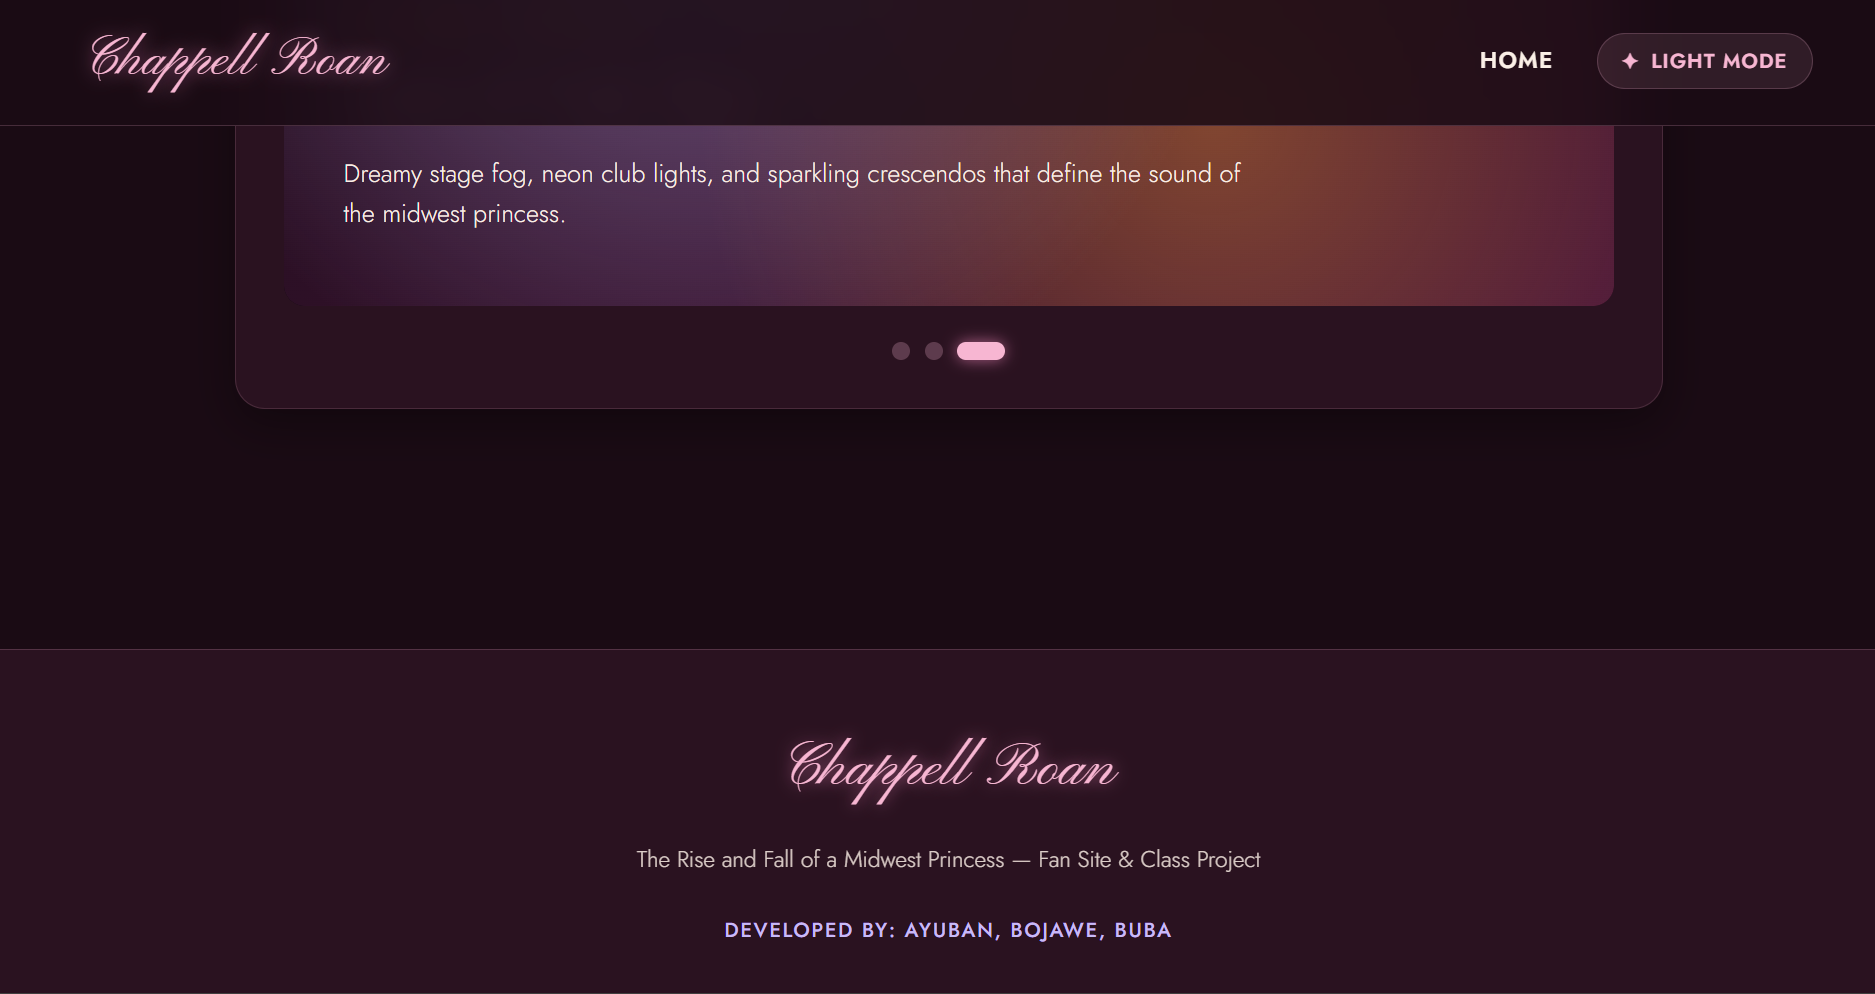 Chappell Roan
HOME
✦ LIGHT MODE
Dreamy stage fog, neon club lights, and sparkling crescendos that define the sound of
the midwest princess.
Chappell Roan
The Rise and Fall of a Midwest Princess — Fan Site & Class Project
DEVELOPED BY: AYUBAN, BOJAWE, BUBA